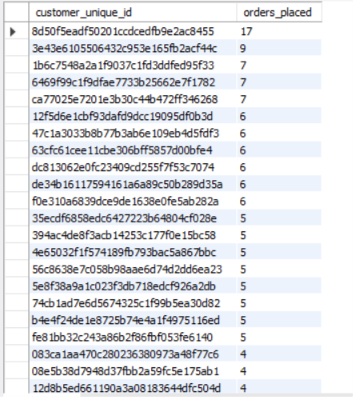 customer_unique_id orders_placed
8d50f5eadf50201ccdcedfb9e2ac8455 17
3e43e6105506432c953e165fb2acf44c 9
1b6c7548a2a1f9037c1fd3ddfed95f33 7
6469f99c1f9dfae7733b25662e7f1782 7
ca77025e7201e3b30c44b472ff346268 7
12f5d6e1cbf93dafd9dcc19095df0b3d 6
47c1a3033b8b77b3ab6e109eb4d5fdf3 6
63cfc61cee11cbe306bff5857d00bfe4 6
dc813062e0fc23409cd255f7f53c7074 6
de34b16117594161a6a89c50b289d35a 6
f0e310a6839dce9de1638e0fe5ab282a 6
35ecdf6858edc6427223b64804cf028e 5
394ac4de8f3acb14253c177f0e15bc58 5
4e65032f1f574189fb793bac5a867bbc 5
56c8638e7c058b98aae6d74d2dd6ea23 5
5e8f38a9a1c023f3db718edcf926a2db 5
74cb1ad7e6d5674325c1f99b5ea30d82 5
b4e4f24de1e8725b74e4a1f4975116ed 5
fe81bb32c243a86b2f86fbf053fe6140 5
083ca1aa470c280236380973a48f77c6 4
08e5b38d7948d37fbb2a59fc5e175ab1 4
12d8b5ed661190a3a08183644dfc504d 4